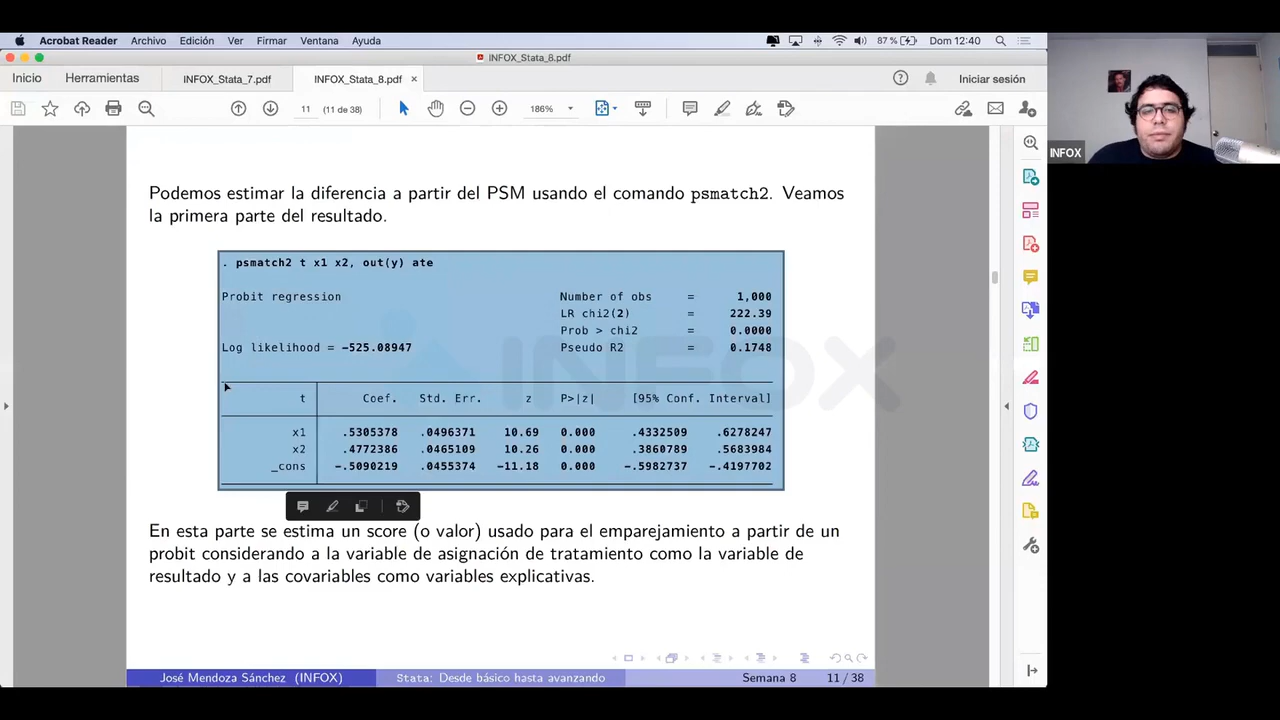 Acrobat Reader Archivo Edición Ver Firmar Ventana Ayuda 87 % Dom 12:40
INFOX_Stata_8.pdf
Inicio Herramientas INFOX_Stata_7.pdf INFOX_Stata_8.pdf × Iniciar sesión
11 (11 de 38) 186%
INFOX
Podemos estimar la diferencia a partir del PSM usando el comando psmatch2. Veamos
la primera parte del resultado.
. psmatch2 t x1 x2, out(y) ate
Probit regression Number of obs = 1,000
LR chi2(2) = 222.39
Prob > chi2 = 0.0000
Log likelihood = -525.08947 Pseudo R2 = 0.1748
t Coef. Std. Err. z P>|z| [95% Conf. Interval]
x1 .5305378 .0496371 10.69 0.000 .4332509 .6278247
x2 .4772386 .0465109 10.26 0.000 .3860789 .5683984
_cons -.5090219 .0455374 -11.18 0.000 -.5982737 -.4197702
INFOX
En esta parte se estima un score (o valor) usado para el emparejamiento a partir de un
probit considerando a la variable de asignación de tratamiento como la variable de
resultado y a las covariables como variables explicativas.
José Mendoza Sánchez (INFOX) Stata: Desde básico hasta avanzando Semana 8 11 / 38